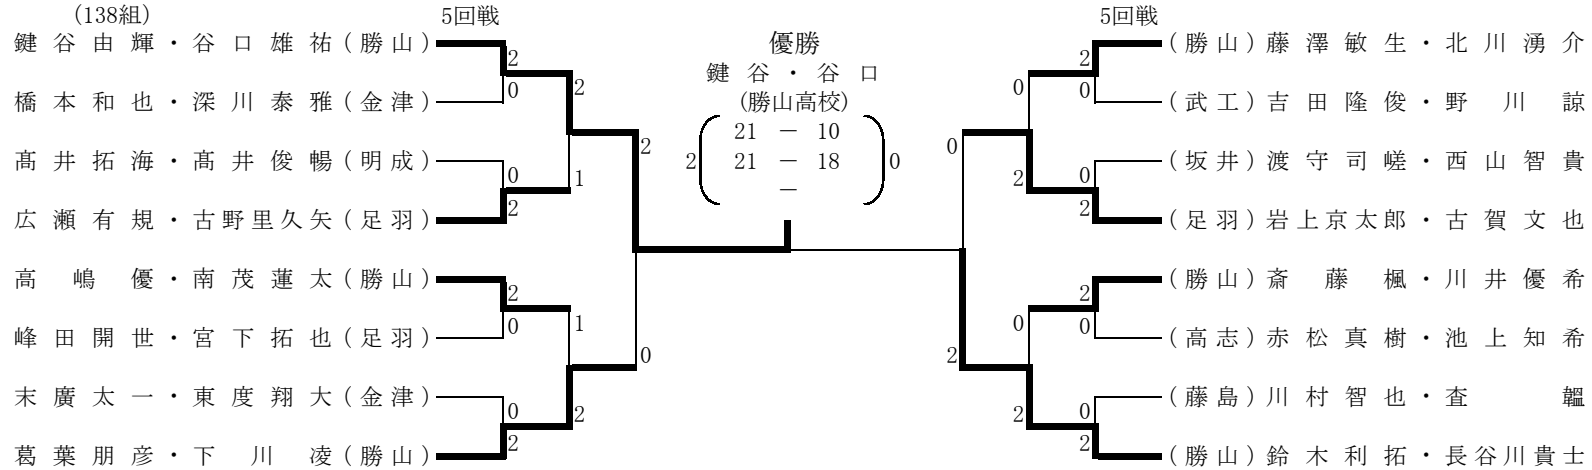 (138組)
5回戦
5回戦
鍵谷由輝・谷口雄祐(勝山)
橋本和也・深川泰雅(金津)
髙井拓海・髙井俊暢(明成)
広瀬有規・古野里久矢(足羽)
高嶋優・南茂蓮太(勝山)
峰田開世・宮下拓也(足羽)
末廣太一・東度翔大(金津)
葛葉朋彦・下川凌(勝山)
2
0
0
2
2
0
0
2
2
1
1
2
2
0
優勝
鍵谷・谷口
(勝山高校)
21 － 10
2 21 － 18 0
－
0
2
0
2
0
2
2
0
0
2
2
0
0
2
(勝山)藤澤敏生・北川湧介
(武工)吉田隆俊・野川諒
(坂井)渡守司嵯・西山智貴
(足羽)岩上京太郎・古賀文也
(勝山)斎藤楓・川井優希
(高志)赤松真樹・池上知希
(藤島)川村智也・査韞
(勝山)鈴木利拓・長谷川貴士